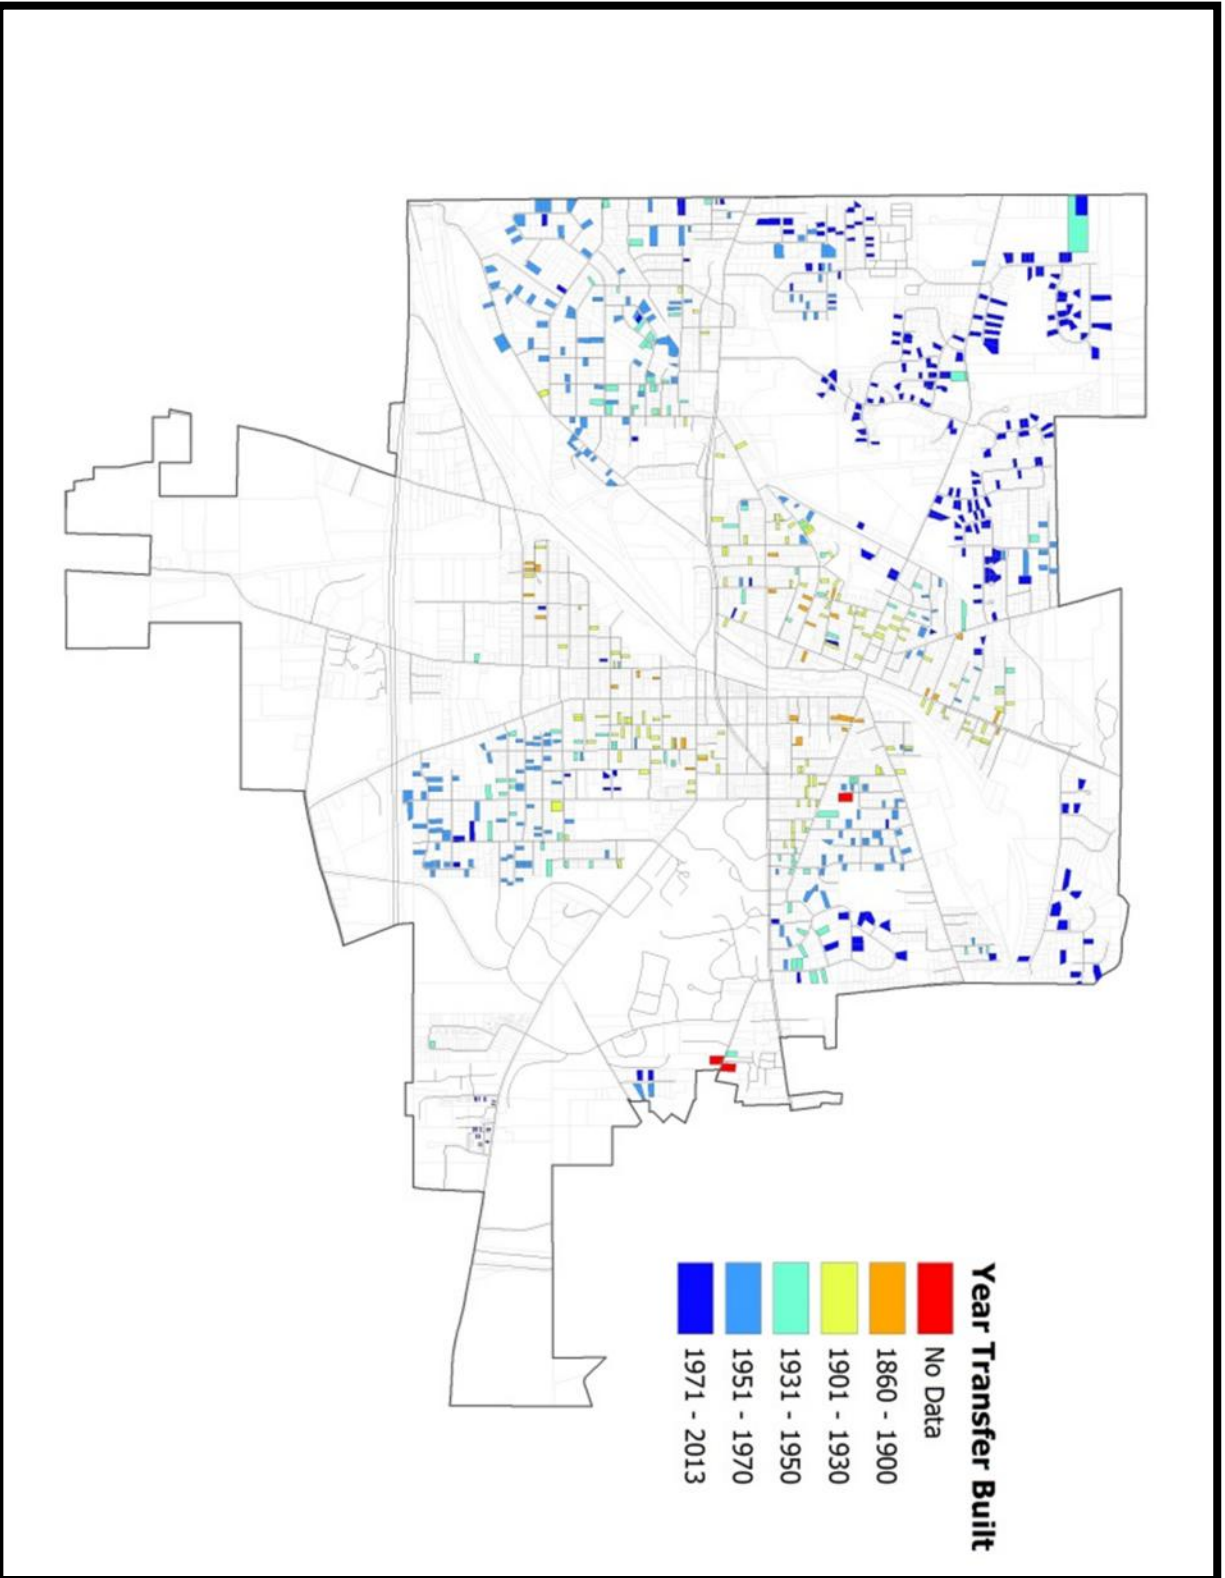 Year Transfer Built
No Data
1860 - 1900
1901 - 1930
1931 - 1950
1951 - 1970
1971 - 2013